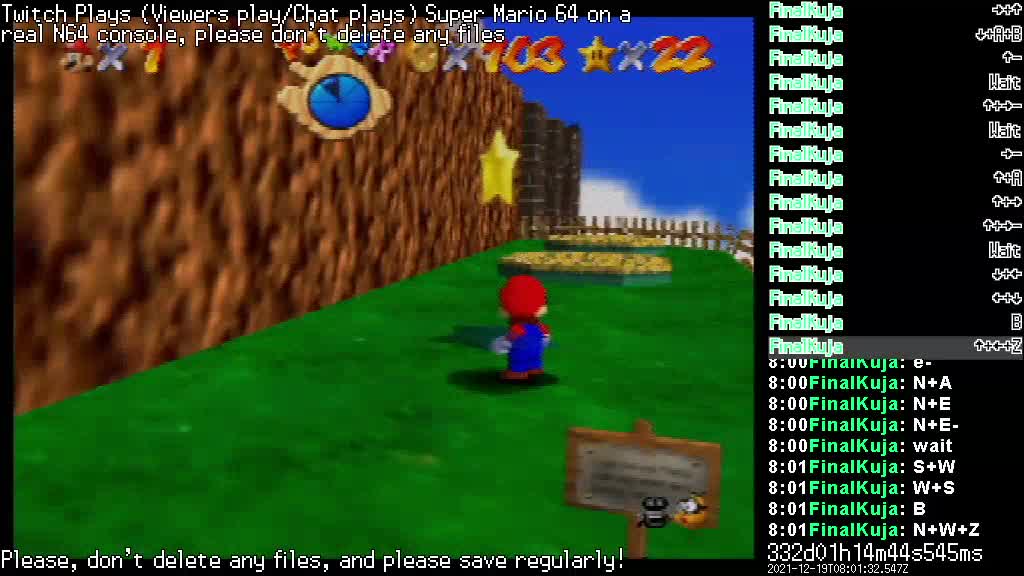 Twitch Plays (Viewers play/Chat plays) Super Mario 64 on a
real N64 console, please don't delete any files
103
22
FinalKuja →+↑
FinalKuja ↓+A+B
FinalKuja ↑-
FinalKuja Wait
FinalKuja ↑+→-
FinalKuja Wait
FinalKuja →-
FinalKuja ↑+A
FinalKuja ↑+→
FinalKuja ↑+→-
FinalKuja Wait
FinalKuja ↓+←
FinalKuja ←+↓
FinalKuja B
FinalKuja ↑+←+Z
8:00FinalKuja: e-
8:00FinalKuja: N+A
8:00FinalKuja: N+E
8:00FinalKuja: N+E-
8:00FinalKuja: wait
8:01FinalKuja: S+W
8:01FinalKuja: W+S
8:01FinalKuja: B
8:01FinalKuja: N+W+Z
332d01h14m44s545ms
2021-12-19T08:01:32.547Z
Please, don't delete any files, and please save regularly!